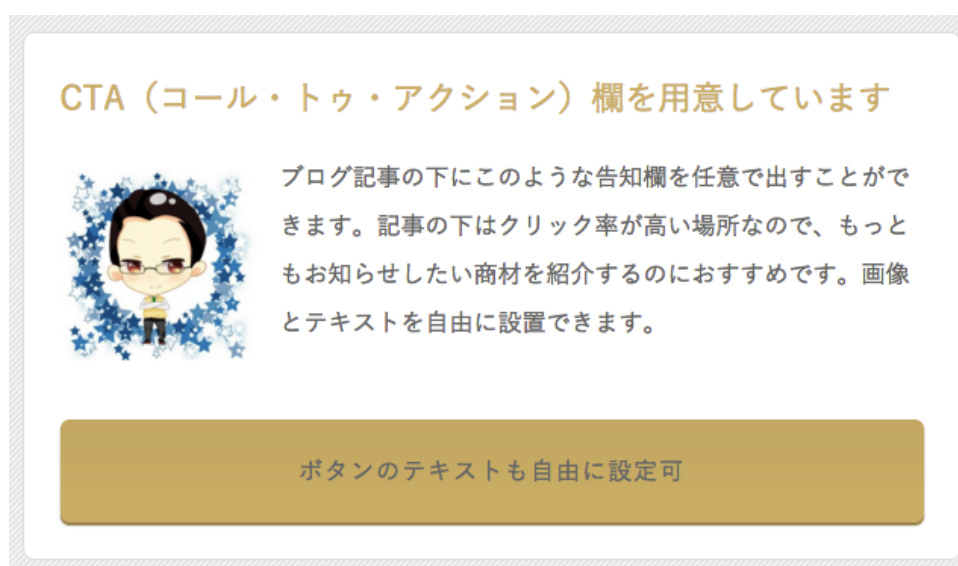 CTA（コール・トゥ・アクション）欄を用意しています
ブログ記事の下にこのような告知欄を任意で出すことがで
きます。記事の下はクリック率が高い場所なので、もっと
もお知らせしたい商材を紹介するのにおすすめです。画像
とテキストを自由に設置できます。
ボタンのテキストも自由に設定可